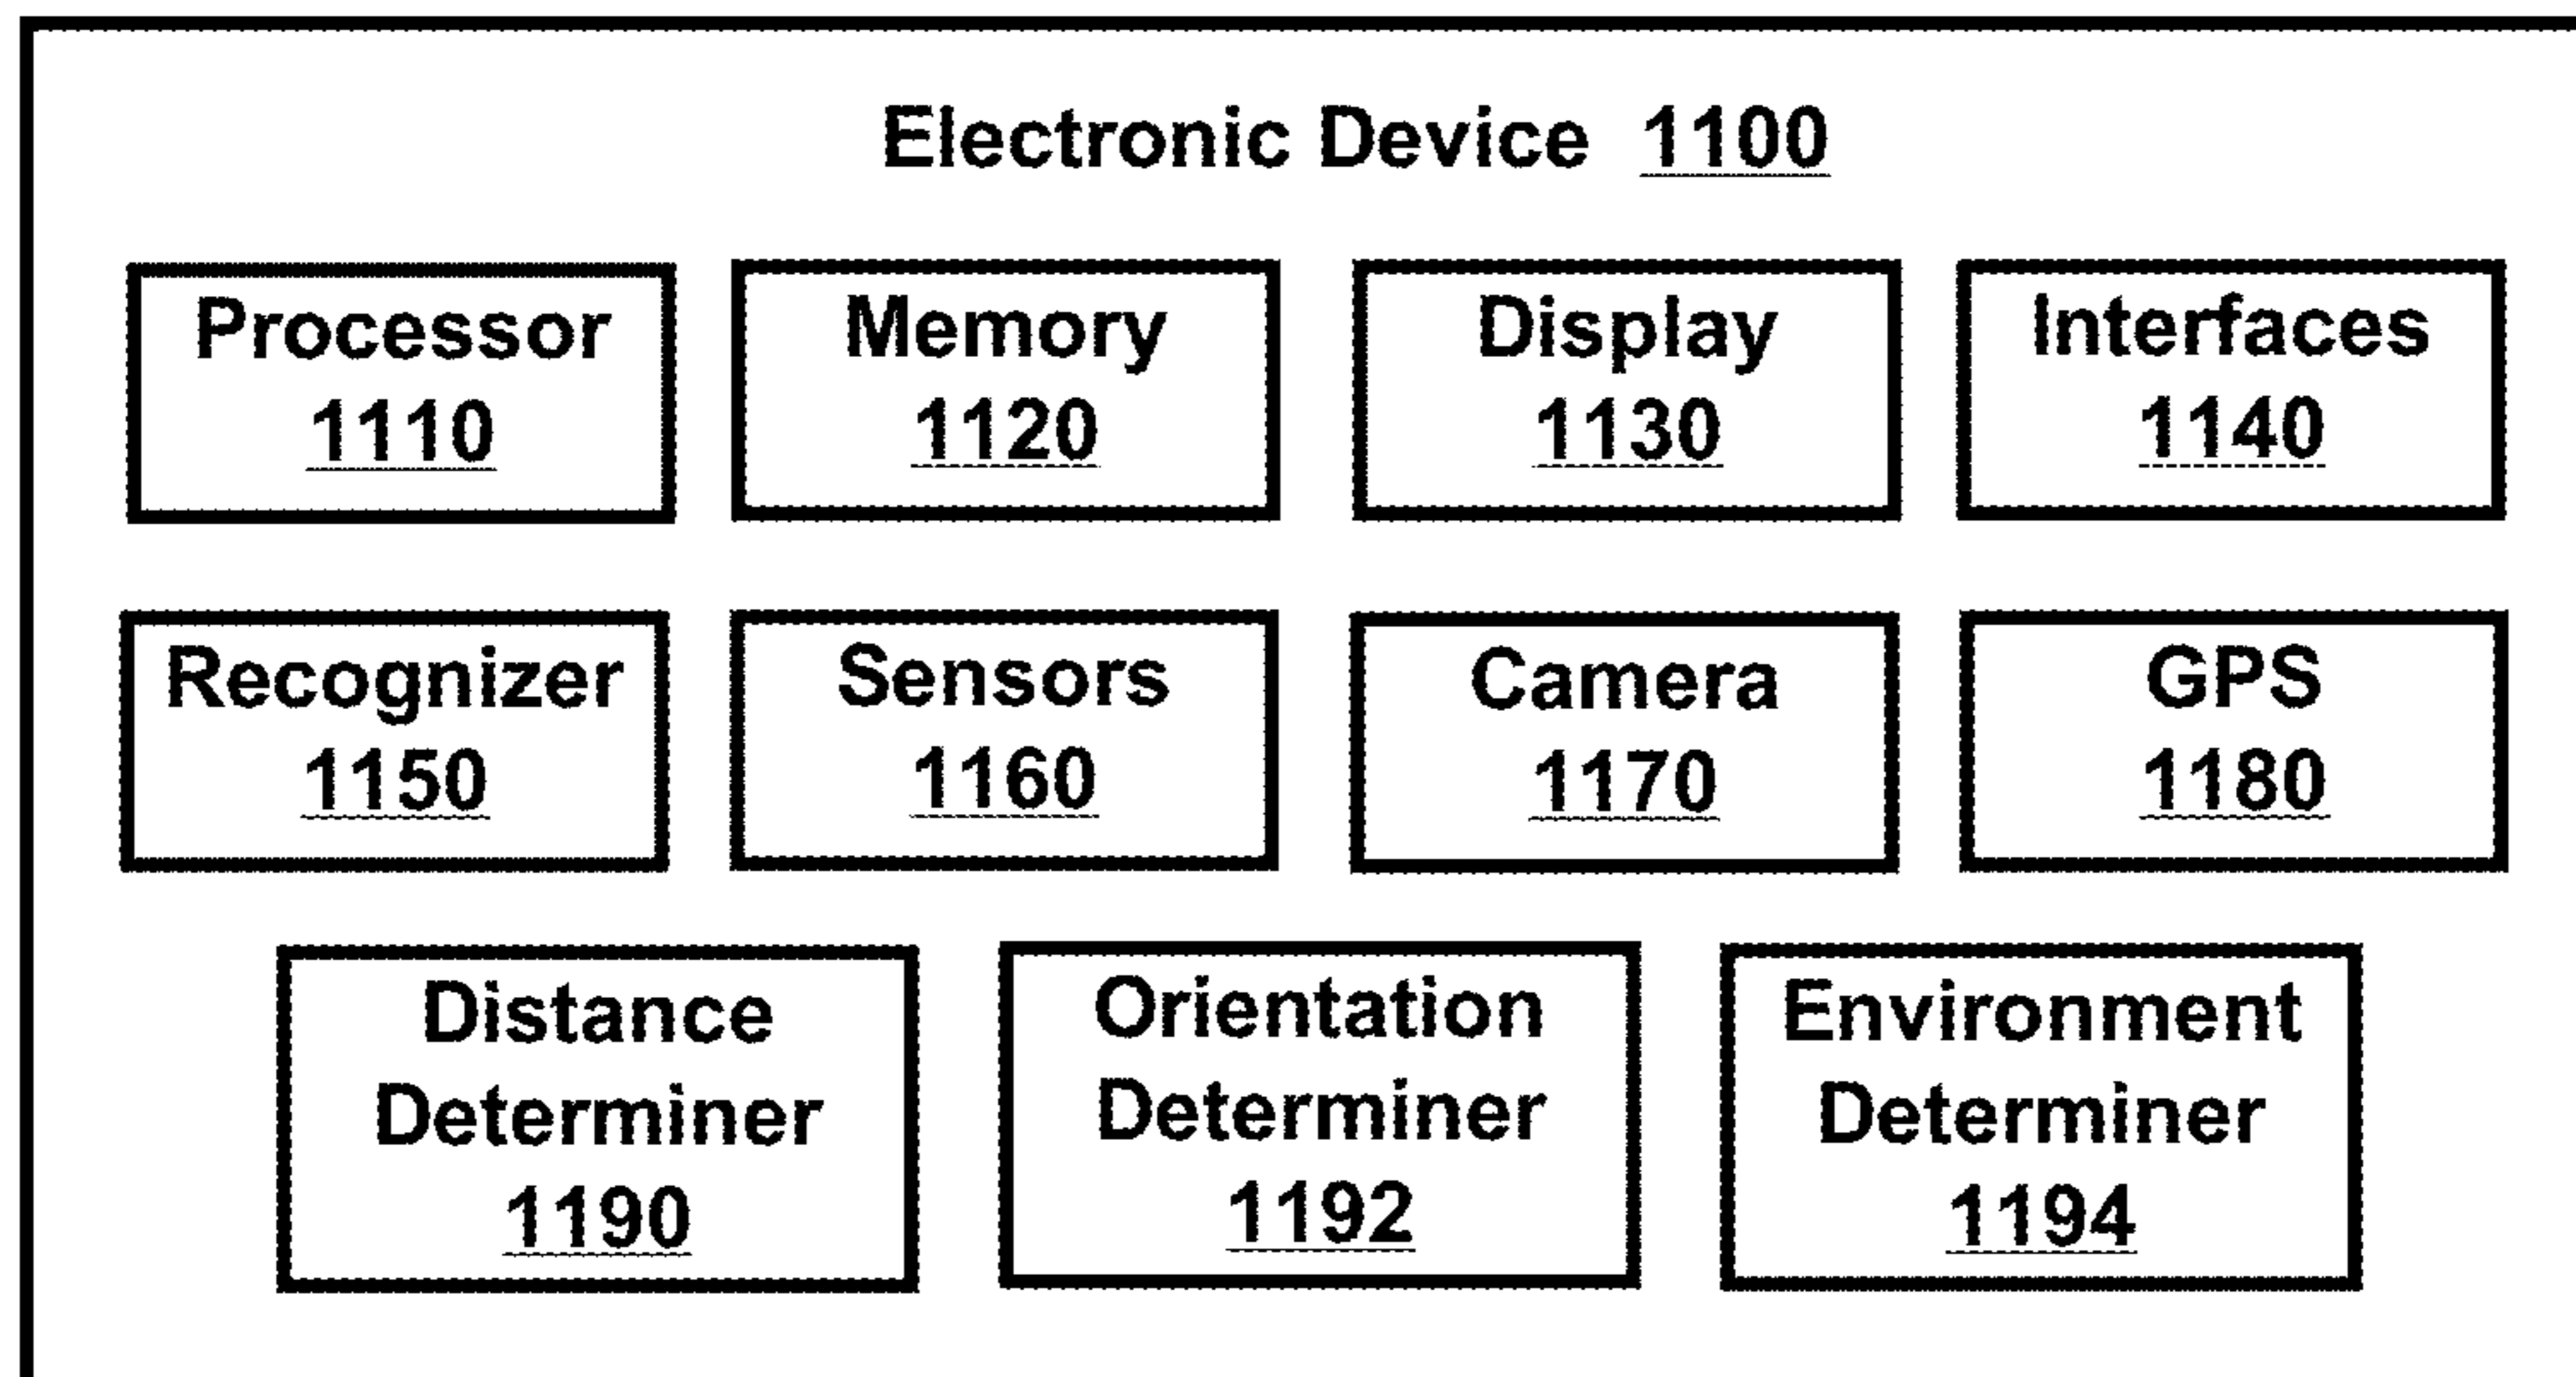 Electronic Device 1100
Processor Memory Display Interfaces
1110 1120 1130 1140
Recognizer Sensors Camera GPS
1150 1160 1170 1180
Distance Orientation Environment
Determiner Determiner Determiner
1190 1192 1194